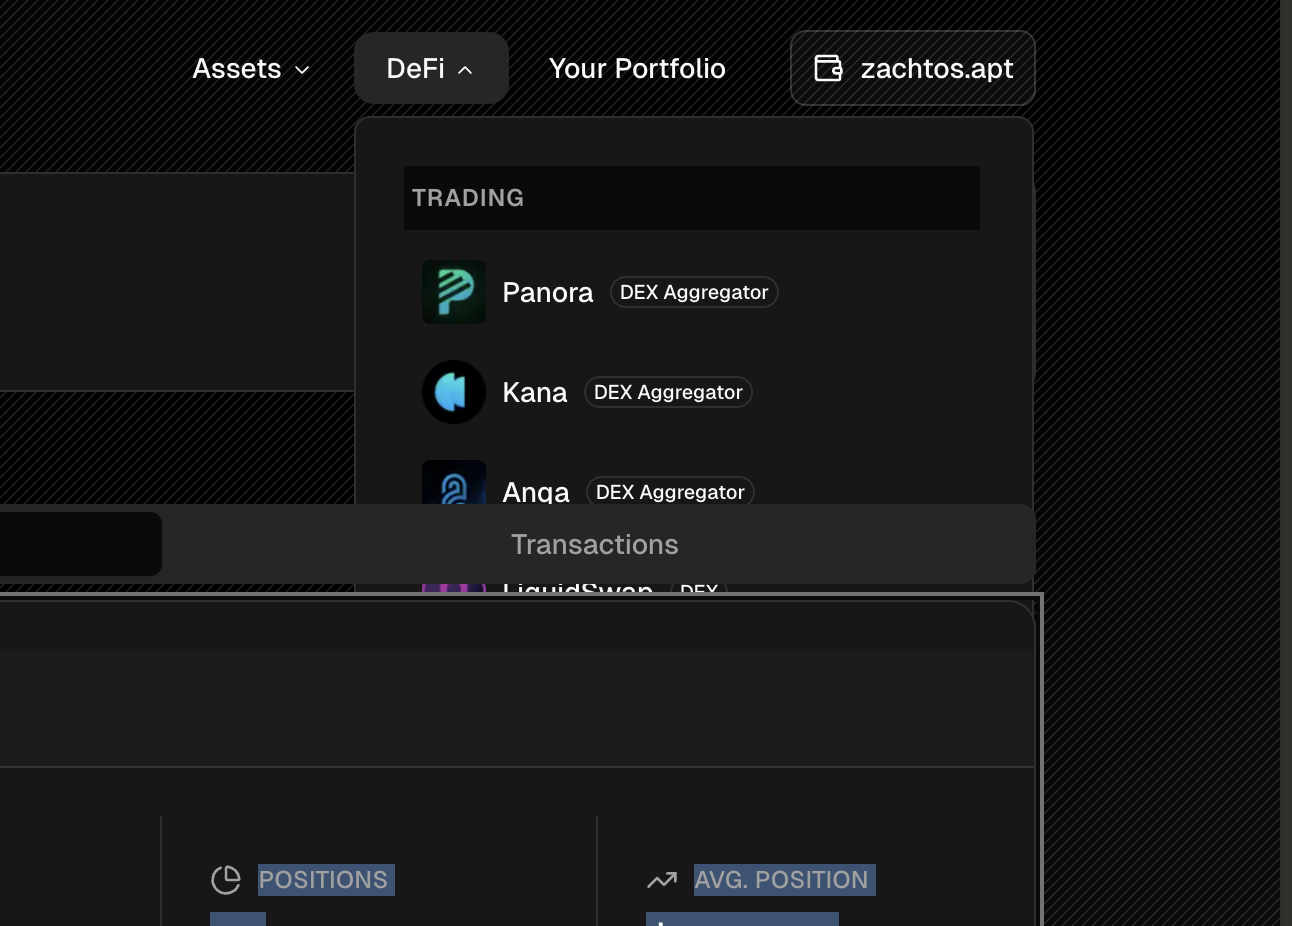 Assets DeFi Your Portfolio zachtos.apt
TRADING
Panora DEX Aggregator
Kana DEX Aggregator
Anqa DEX Aggregator
Transactions
LiquidSwap DEX
POSITIONS AVG. POSITION